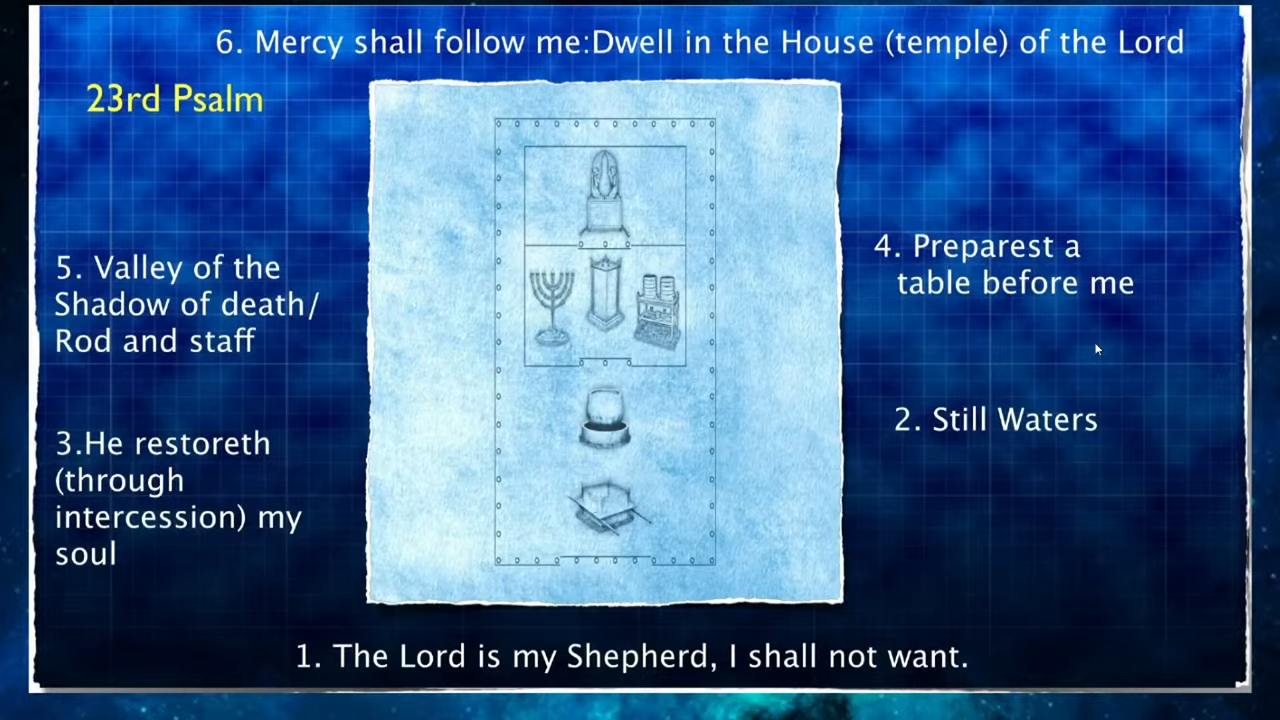 6. Mercy shall follow me:Dwell in the House (temple) of the Lord
23rd Psalm
5. Valley of the
Shadow of death/
Rod and staff
4. Preparest a
table before me
3.He restoreth
(through
intercession) my
soul
2. Still Waters
1. The Lord is my Shepherd, I shall not want.